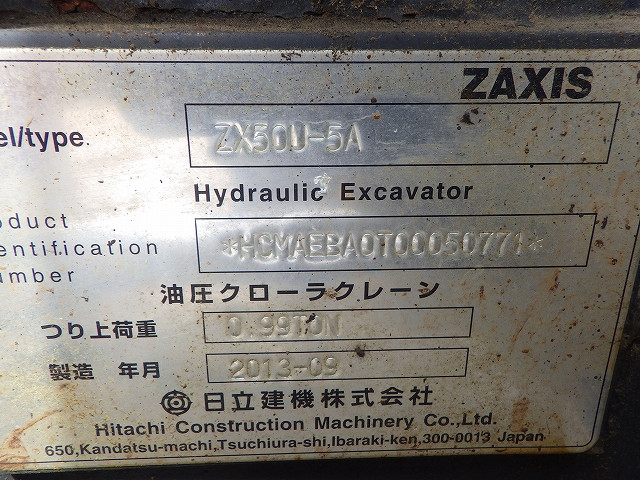 ZAXIS
el/type
ZX50U-5A
Hydraulic Excavator
oduct
entification
umber
*HCMAEBA0T00050771*
油圧クローラクレーン
つり上荷重 0.99TON
製造 年月 2013-09
日立建機株式会社
Hitachi Construction Machinery Co.,Ltd.
650,Kandatsu-machi,Tsuchiura-shi,Ibaraki-ken,300-0013 Japan